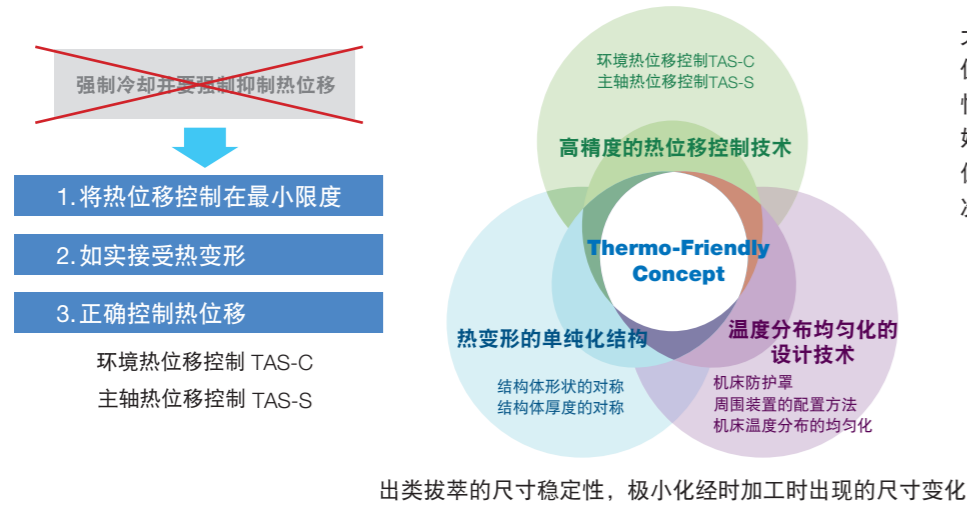 强制冷却并要强制抑制热位移
1.将热位移控制在最小限度
2.如实接受热变形
3.正确控制热位移
环境热位移控制 TAS-C
主轴热位移控制 TAS-S
环境热位移控制TAS-C
主轴热位移控制TAS-S
高精度的热位移控制技术
Thermo-Friendly
Concept
热变形的单纯化结构
结构体形状的对称
结构体厚度的对称
温度分布均匀化的
设计技术
机床防护罩
周围装置的配置方法
机床温度分布的均匀化
出类拔萃的尺寸稳定性，极小化经时加工时出现的尺寸变化